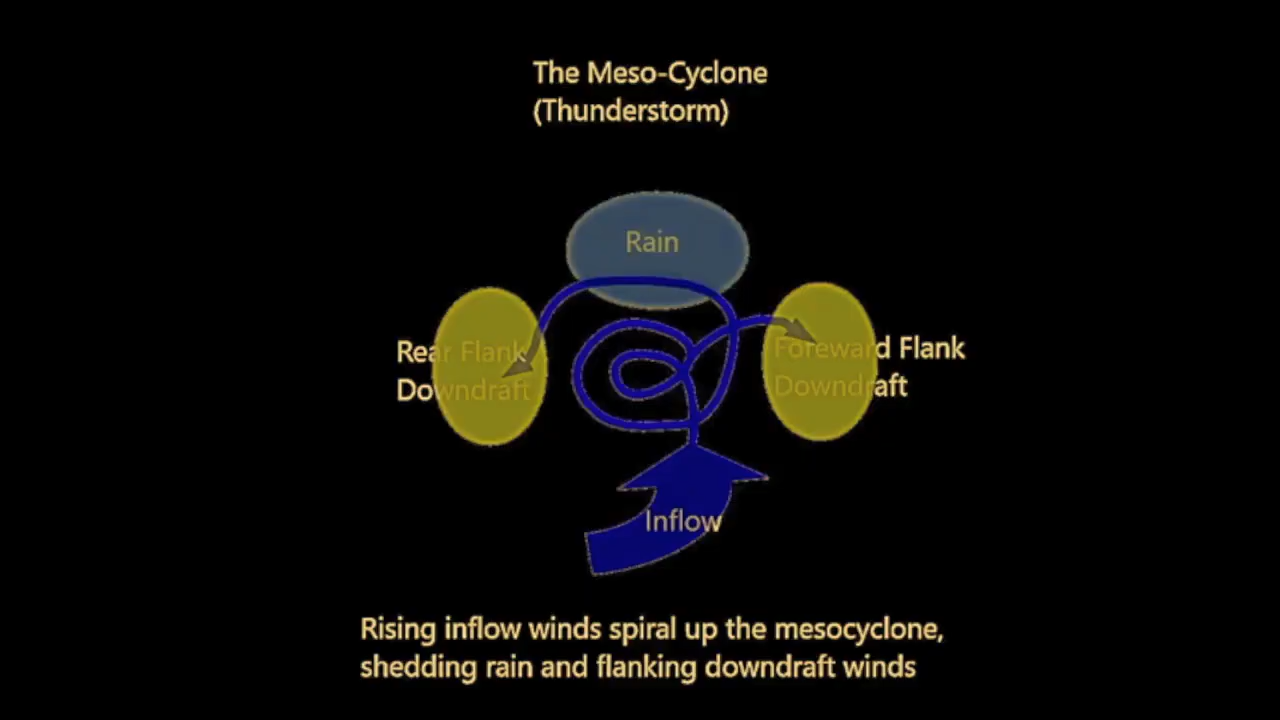 The Meso-Cyclone
(Thunderstorm)
Rain
Rear Flank
Downdraft
Foreward Flank
Downdraft
Inflow
Rising inflow winds spiral up the mesocyclone,
shedding rain and flanking downdraft winds